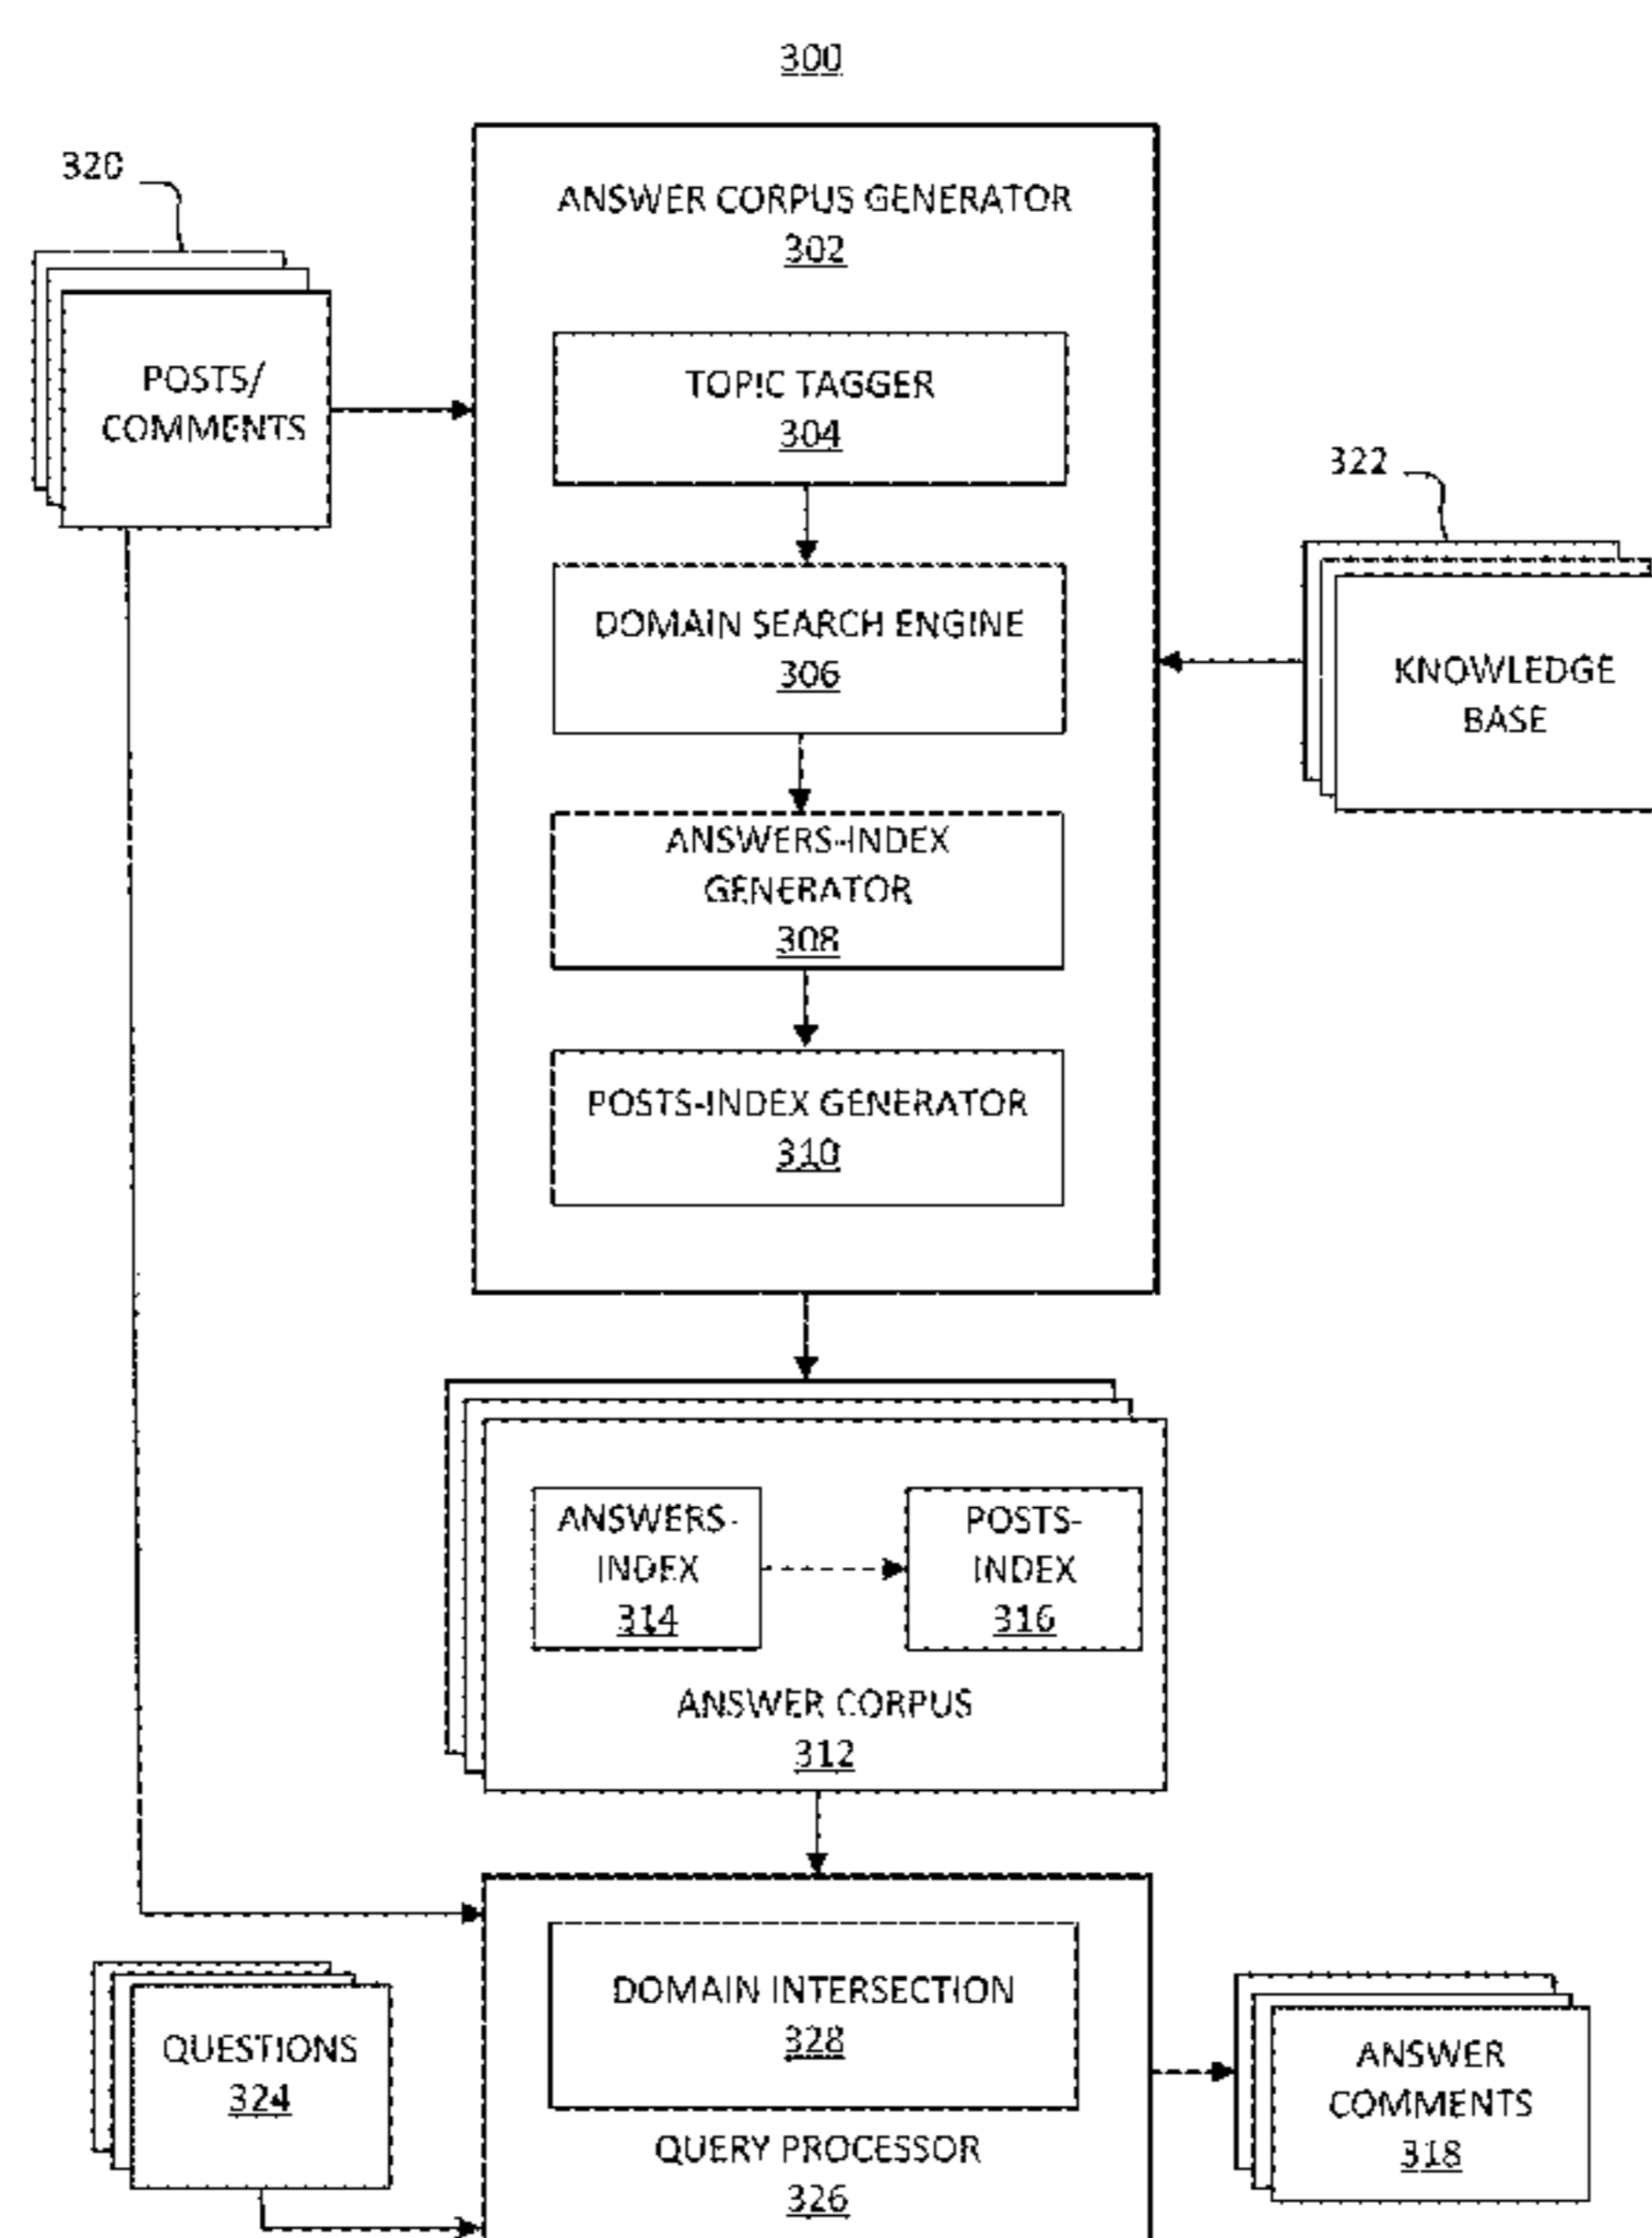 300
320
ANSWER CORPUS GENERATOR
302
POSTS/
COMMENTS
TOPIC TAGGER
304
322
DOMAIN SEARCH ENGINE
306
KNOWLEDGE
BASE
ANSWERS-INDEX
GENERATOR
308
POSTS-INDEX GENERATOR
310
ANSWERS-
INDEX
314
POSTS-
INDEX
316
ANSWER CORPUS
312
DOMAIN INTERSECTION
328
QUESTIONS
324
ANSWER
COMMENTS
318
QUERY PROCESSOR
326